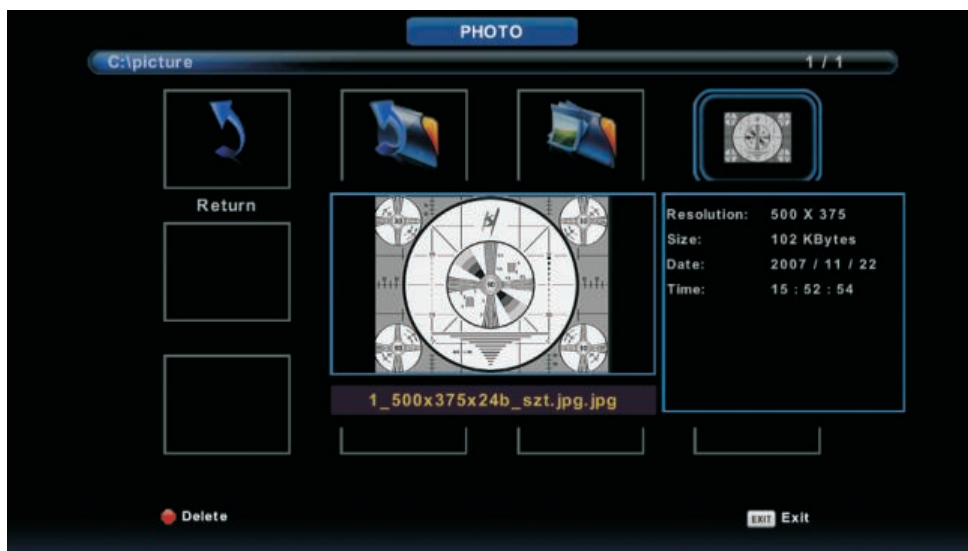 PHOTO
C:\picture 1 / 1
Return
Resolution: 500 X 375
Size: 102 KBytes
Date: 2007 / 11 / 22
Time: 15 : 52 : 54
1_500x375x24b_szt.jpg.jpg
Delete EXIT Exit